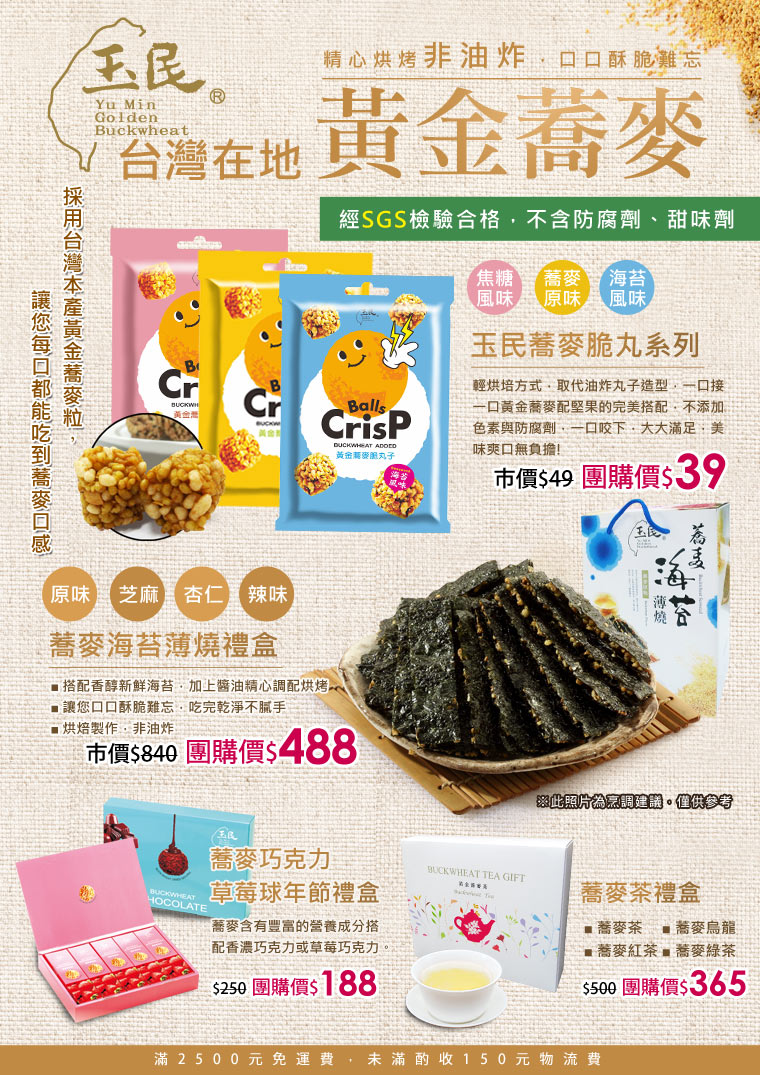 玉民®
Yu Min
Golden
Buckwheat
精心烘烤非油炸．口口酥脆難忘
台灣在地 黃金蕎麥
經SGS檢驗合格，不含防腐劑、甜味劑
採用台灣本產黃金蕎麥粒，
讓您每口都能吃到蕎麥口感
焦糖
風味
蕎麥
原味
海苔
風味
玉民蕎麥脆丸系列
輕烘培方式．取代油炸丸子造型．一口接
一口黃金蕎麥配堅果的完美搭配．不添加
色素與防腐劑．一口咬下．大大滿足．美
味爽口無負擔!
市價$49 團購價$39
Balls
CrisP
BUCKWHEAT ADDED
黃金蕎麥脆丸子
海苔
風味
玉民
蕎麦
海苔
薄燒
原味 芝麻 杏仁 辣味
蕎麥海苔薄燒禮盒
■搭配香醇新鮮海苔．加上醬油精心調配烘烤
■讓您口口酥脆難忘．吃完乾淨不膩手
■烘焙製作．非油炸
市價$840 團購價$488
※此照片為烹調建議。僅供參考
玉民
BUCKWHEAT
CHOCOLATE
蕎麥巧克力
草莓球年節禮盒
蕎麥含有豐富的營養成分搭
配香濃巧克力或草莓巧克力。
$250 團購價$188
BUCKWHEAT TEA GIFT
黃金蕎麥茶
Buckwheat Tea
蕎麥茶禮盒
■蕎麥茶 ■蕎麥烏龍
■蕎麥紅茶 ■蕎麥綠茶
$500 團購價$365
滿2500元免運費．未滿酌收150元物流費